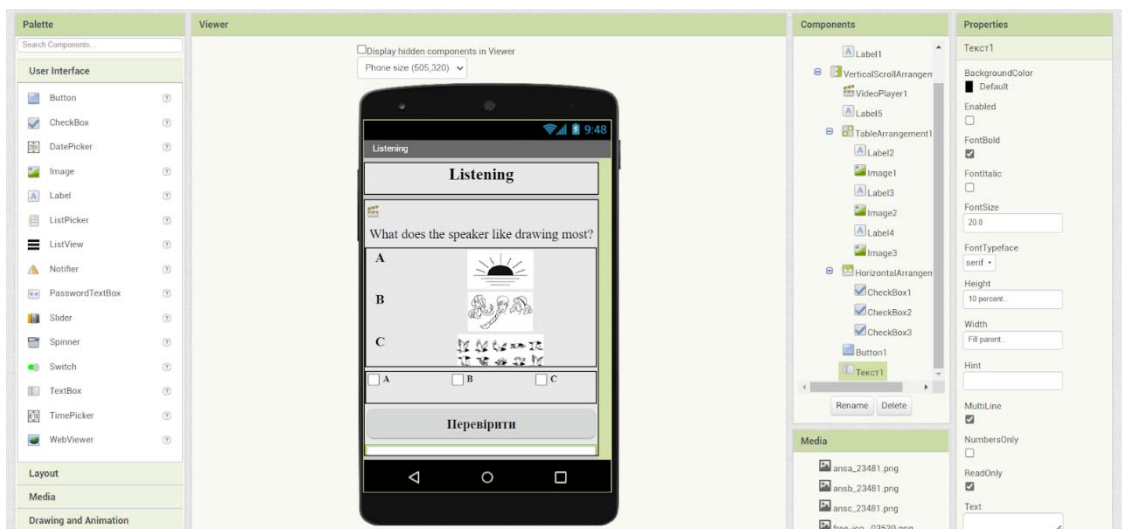 Palette
Search Components...
User Interface
Button
CheckBox
DatePicker
Image
Label
ListPicker
ListView
Notifier
PasswordTextBox
Slider
Spinner
Switch
TextBox
TimePicker
WebViewer
Layout
Media
Drawing and Animation
Viewer
Display hidden components in Viewer
Phone size (505,320)
9:48
Listening
Listening
What does the speaker like drawing most?
A
B
C
A B C
Перевірити
Components
Label1
VerticalScrollArrangen
VideoPlayer1
Label5
TableArrangement1
Label2
Image1
Label3
Image2
Label4
Image3
HorizontalArrangen
CheckBox1
CheckBox2
CheckBox3
Button1
Текст1
Rename Delete
Media
ansa_23481.png
ansb_23481.png
ansc_23481.png
Properties
Текст1
BackgroundColor
Default
Enabled
FontBold
FontItalic
FontSize
20.0
FontTypeface
serif
Height
10 percent...
Width
Fill parent...
Hint
MultiLine
NumbersOnly
ReadOnly
Text